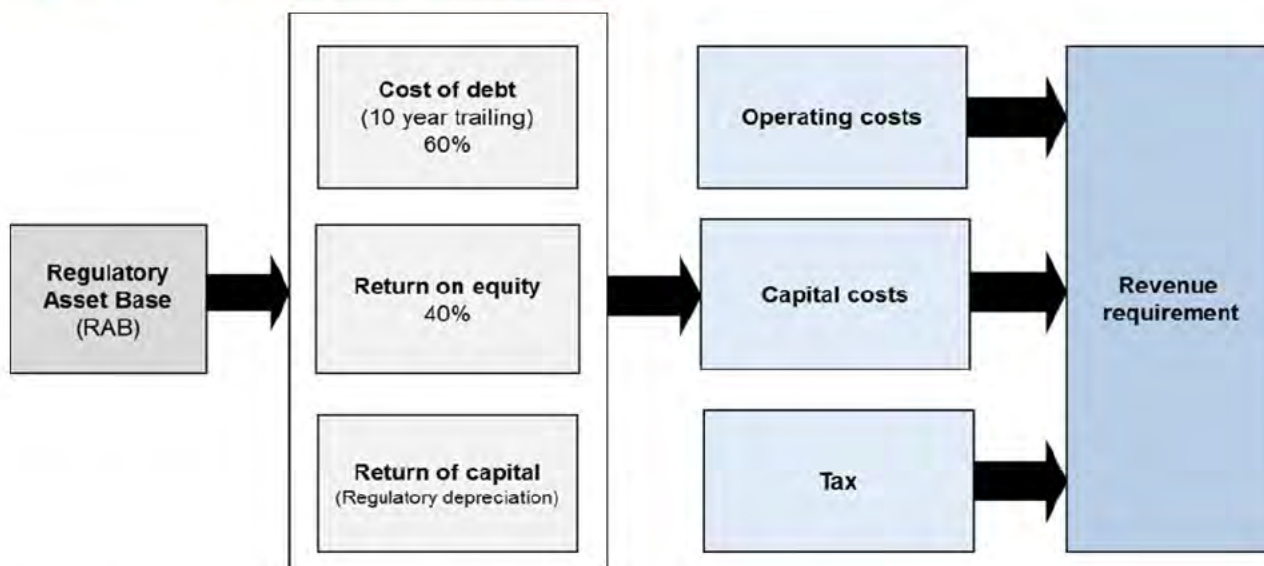 Regulatory
Asset Base
(RAB)
Cost of debt
(10 year trailing)
60%
Return on equity
40%
Return of capital
(Regulatory depreciation)
Operating costs
Capital costs
Tax
Revenue
requirement